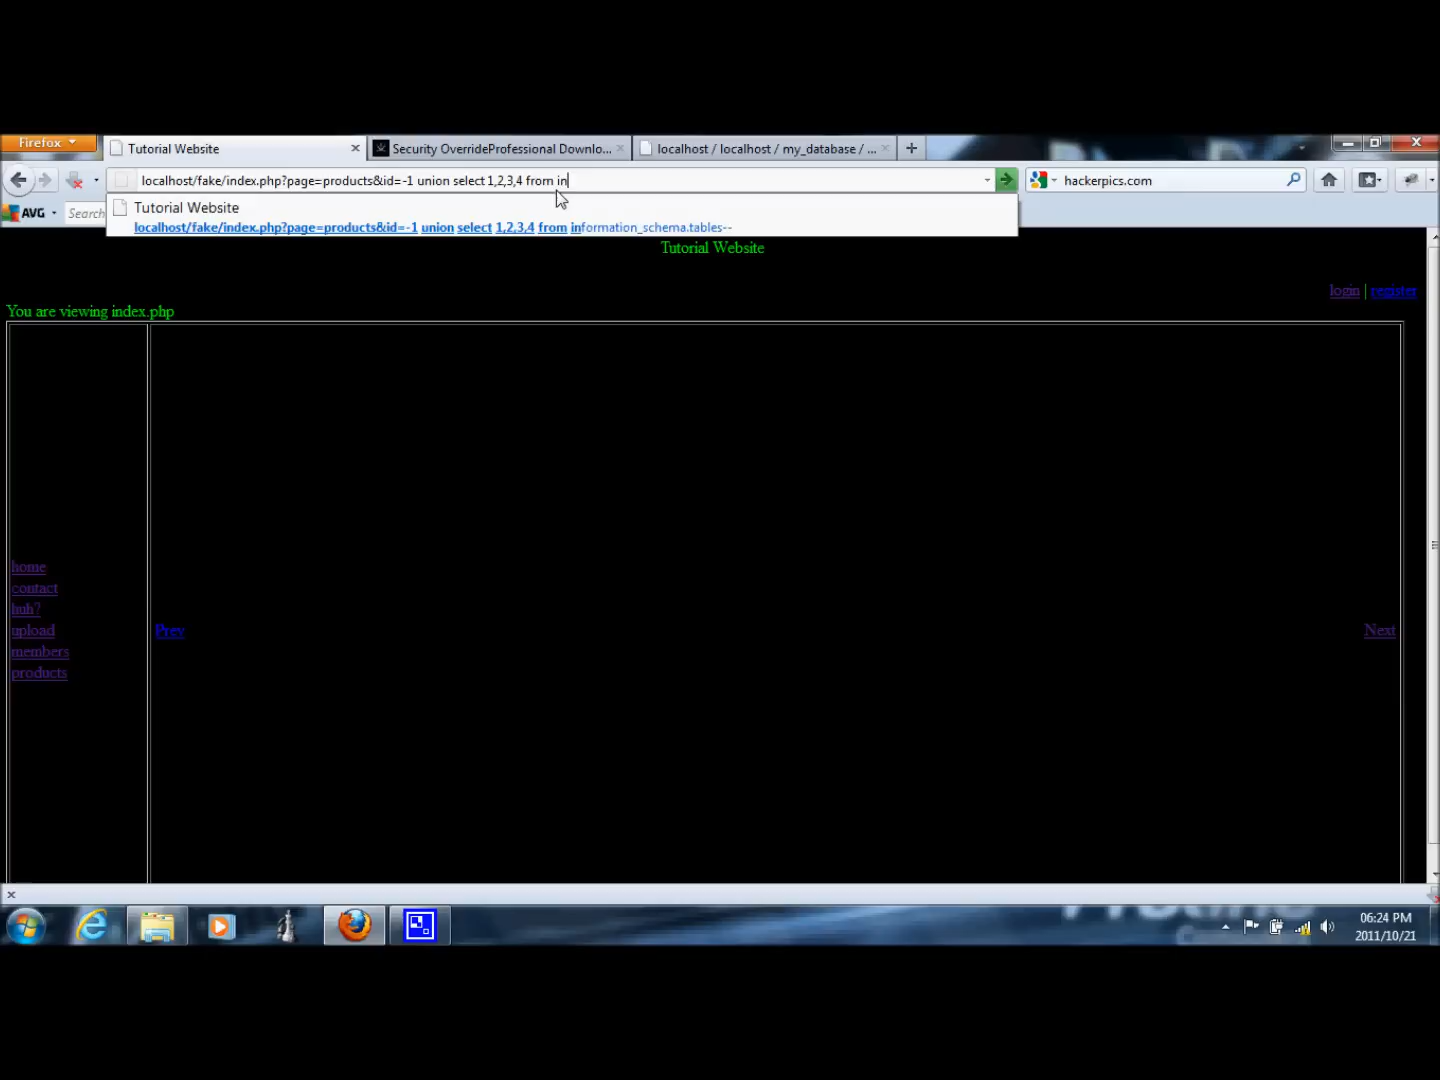 Firefox
Tutorial Website
Security OverrideProfessional Downlo...
localhost / localhost / my_database / ...
localhost/fake/index.php?page=products&id=-1 union select 1,2,3,4 from in
hackerpics.com
AVG
Search
Tutorial Website
localhost/fake/index.php?page=products&id=-1 union select 1,2,3,4 from information_schema.tables--
Tutorial Website
login | register
You are viewing index.php
home
contact
huh?
upload
members
products
Prev
Next
06:24 PM
2011/10/21